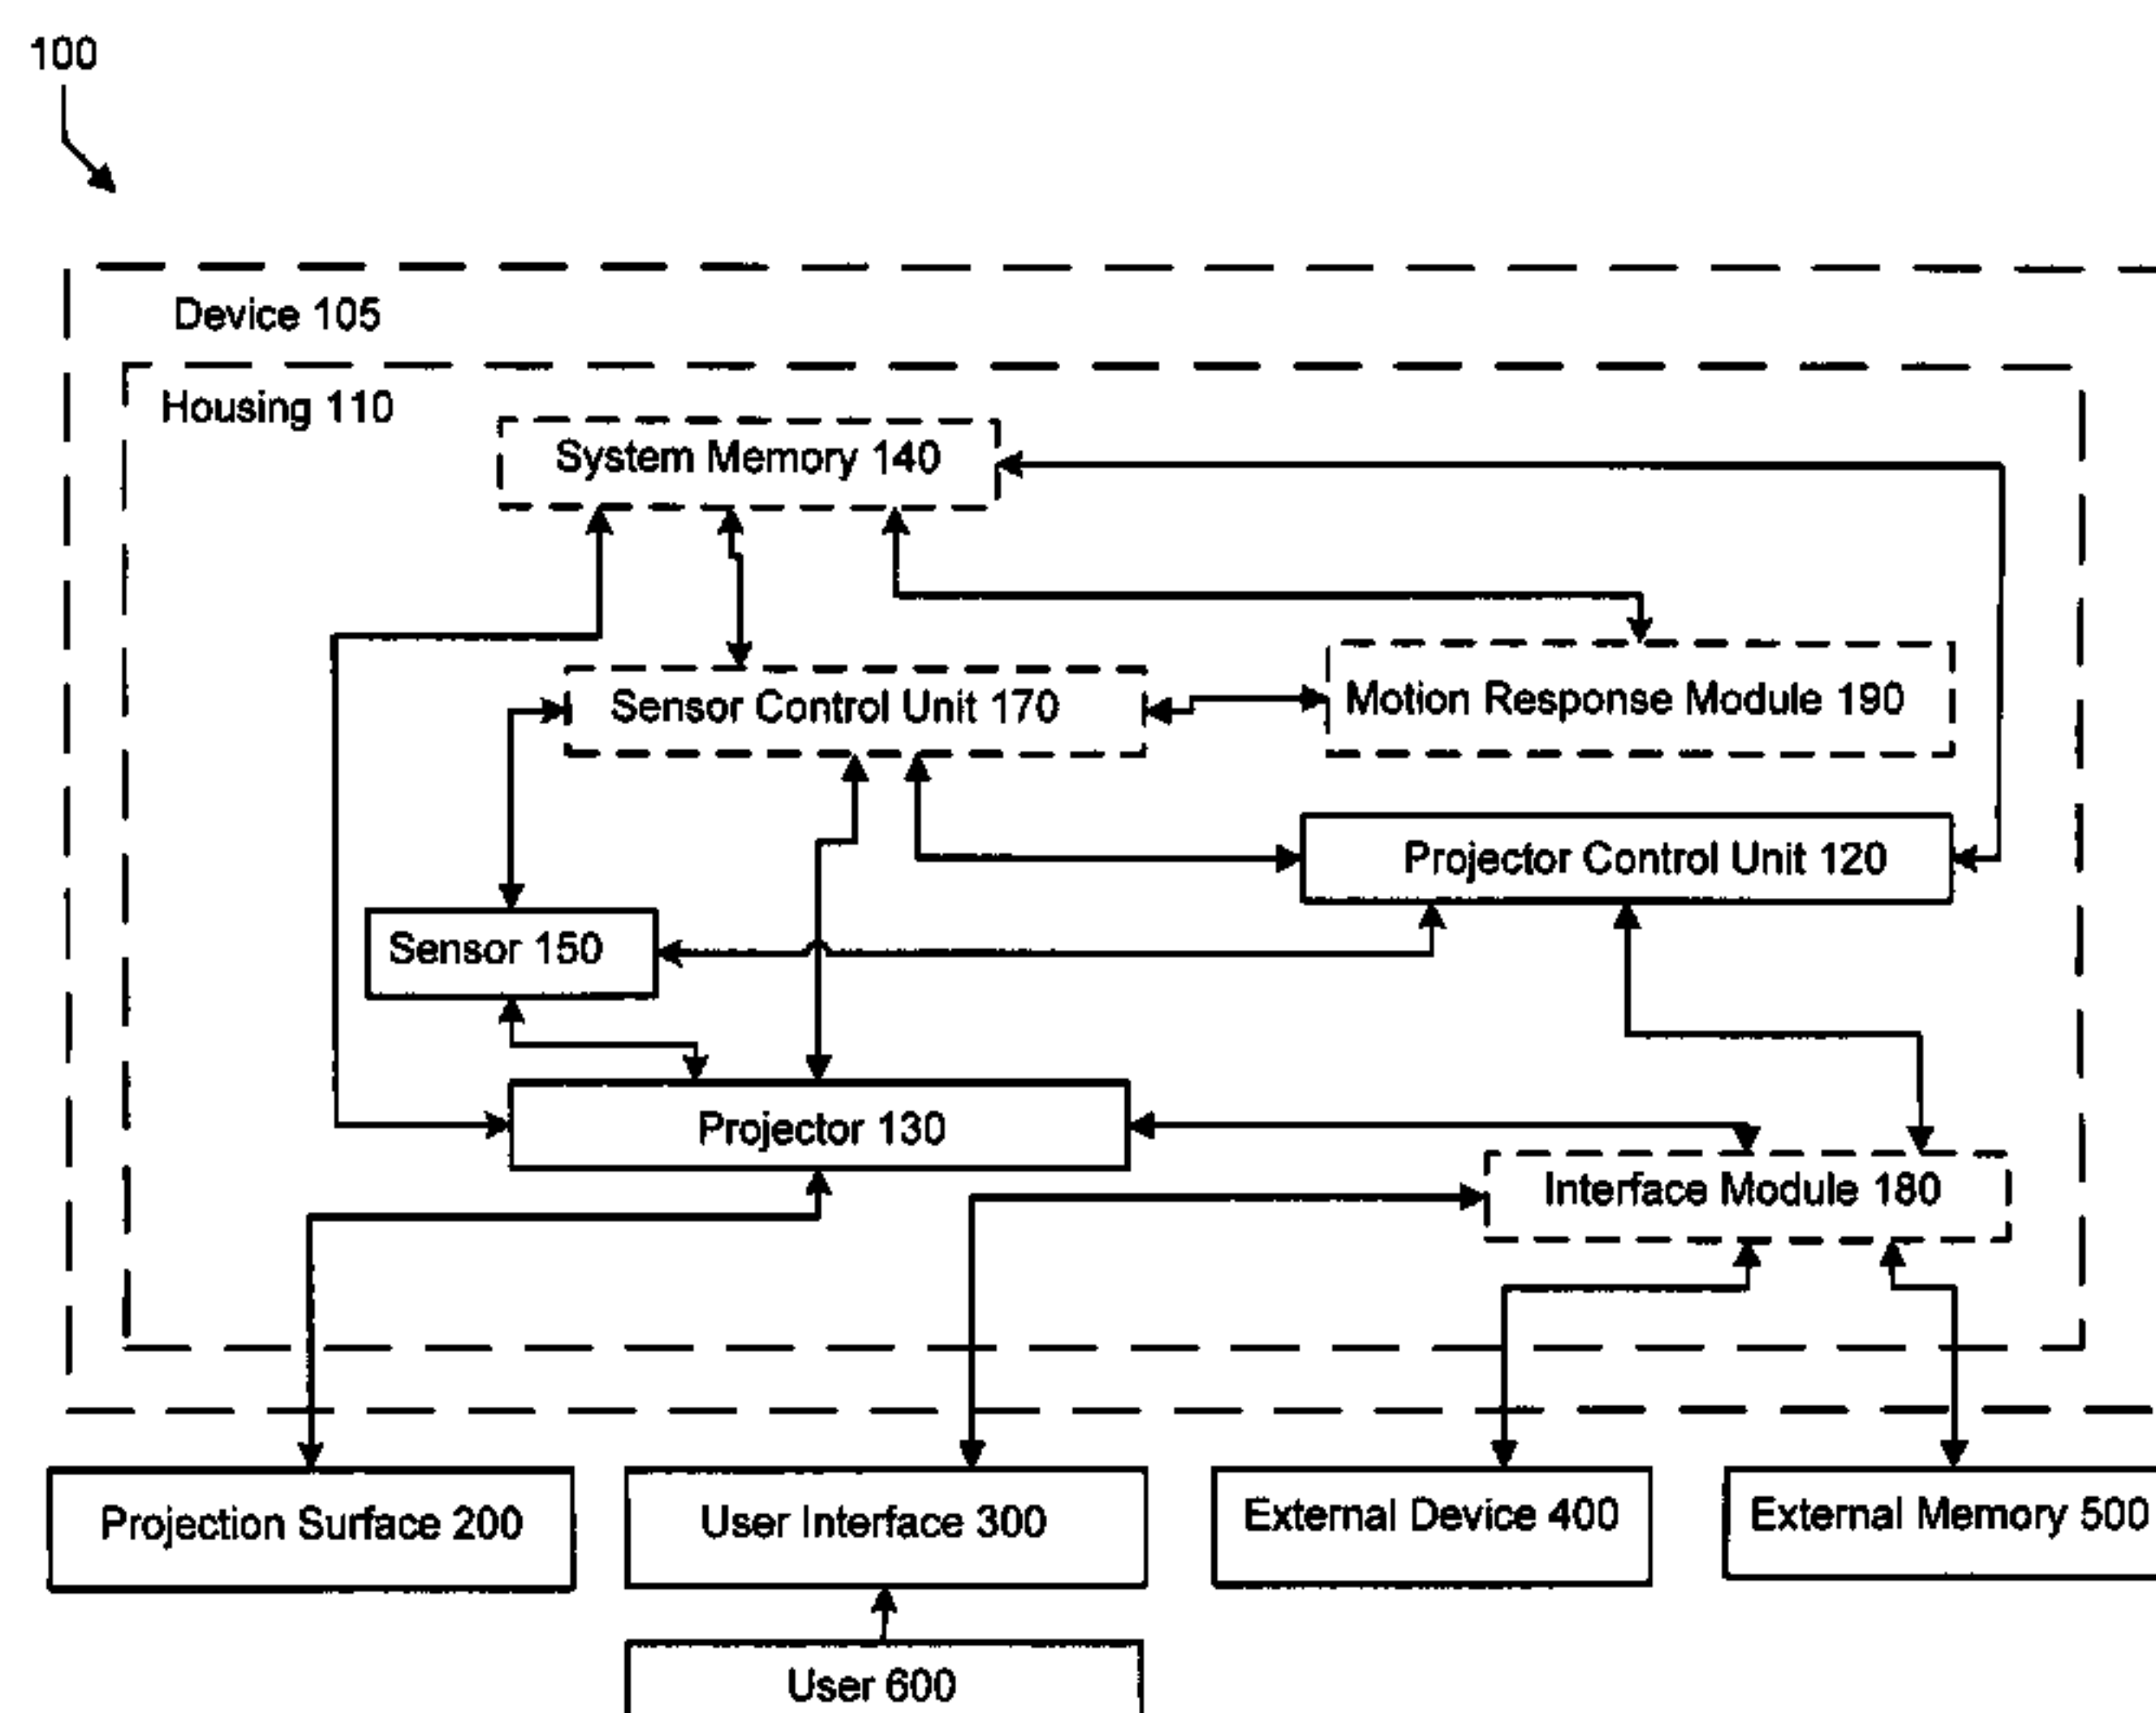 100
Device 105
Housing 110
System Memory 140
Sensor Control Unit 170
Motion Response Module 190
Projector Control Unit 120
Sensor 150
Projector 130
Interface Module 180
Projection Surface 200
User Interface 300
External Device 400
External Memory 500
User 600